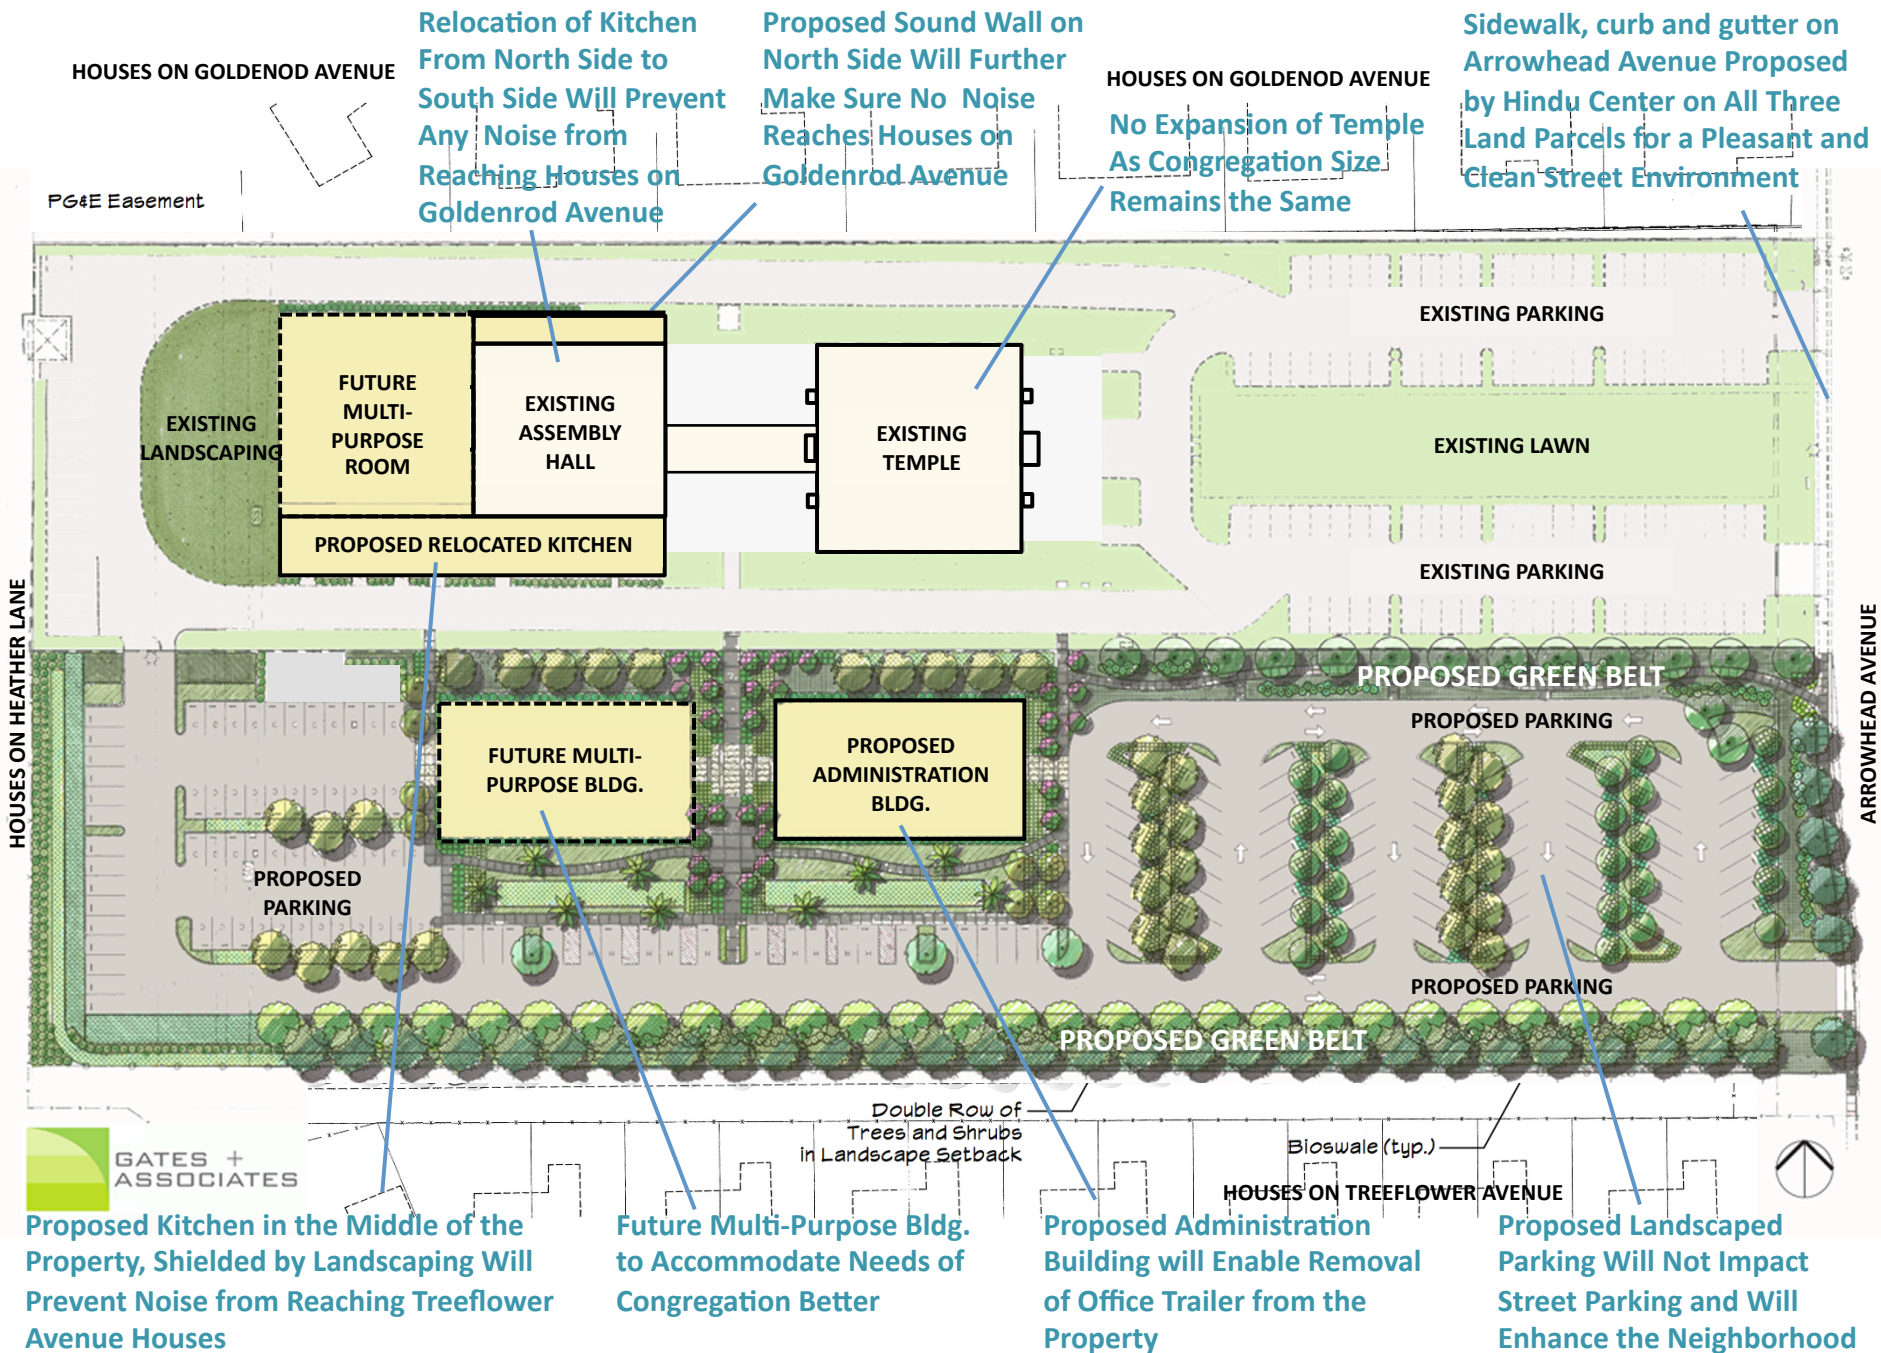 HOUSES ON GOLDENOD AVENUE
Relocation of Kitchen
From North Side to
South Side Will Prevent
Any Noise from
Reaching Houses on
Goldenrod Avenue
Proposed Sound Wall on
North Side Will Further
Make Sure No Noise
Reaches Houses on
Goldenrod Avenue
HOUSES ON GOLDENOD AVENUE
No Expansion of Temple
As Congregation Size
Remains the Same
Sidewalk, curb and gutter on
Arrowhead Avenue Proposed
by Hindu Center on All Three
Land Parcels for a Pleasant and
Clean Street Environment
PG&E Easement
EXISTING
LANDSCAPING
FUTURE
MULTI-
PURPOSE
ROOM
EXISTING
ASSEMBLY
HALL
PROPOSED RELOCATED KITCHEN
EXISTING
TEMPLE
EXISTING PARKING
EXISTING LAWN
EXISTING PARKING
HOUSES ON HEATHER LANE
ARROWHEAD AVENUE
PROPOSED GREEN BELT
PROPOSED PARKING
FUTURE MULTI-
PURPOSE BLDG.
PROPOSED
ADMINISTRATION
BLDG.
PROPOSED
PARKING
PROPOSED PARKING
PROPOSED GREEN BELT
Double Row of
Trees and Shrubs
in Landscape Setback
Bioswale (typ.)
GATES +
ASSOCIATES
HOUSES ON TREEFLOWER AVENUE
Proposed Kitchen in the Middle of the
Property, Shielded by Landscaping Will
Prevent Noise from Reaching Treeflower
Avenue Houses
Future Multi-Purpose Bldg.
to Accommodate Needs of
Congregation Better
Proposed Administration
Building will Enable Removal
of Office Trailer from the
Property
Proposed Landscaped
Parking Will Not Impact
Street Parking and Will
Enhance the Neighborhood